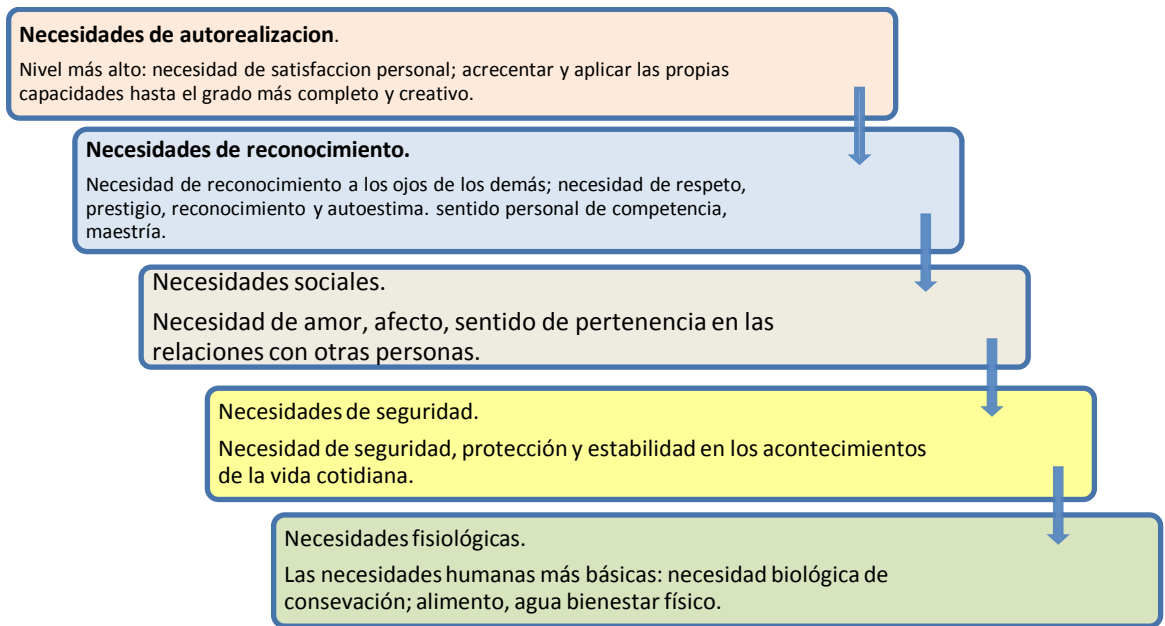 Necesidades de autorealizacion.
Nivel más alto: necesidad de satisfaccion personal; acrecentar y aplicar las propias
capacidades hasta el grado más completo y creativo.
Necesidades de reconocimiento.
Necesidad de reconocimiento a los ojos de los demás; necesidad de respeto,
prestigio, reconocimiento y autoestima. sentido personal de competencia,
maestría.
Necesidades sociales.
Necesidad de amor, afecto, sentido de pertenencia en las
relaciones con otras personas.
Necesidades de seguridad.
Necesidad de seguridad, protección y estabilidad en los acontecimientos
de la vida cotidiana.
Necesidades fisiológicas.
Las necesidades humanas más básicas: necesidad biológica de
consevación; alimento, agua bienestar físico.